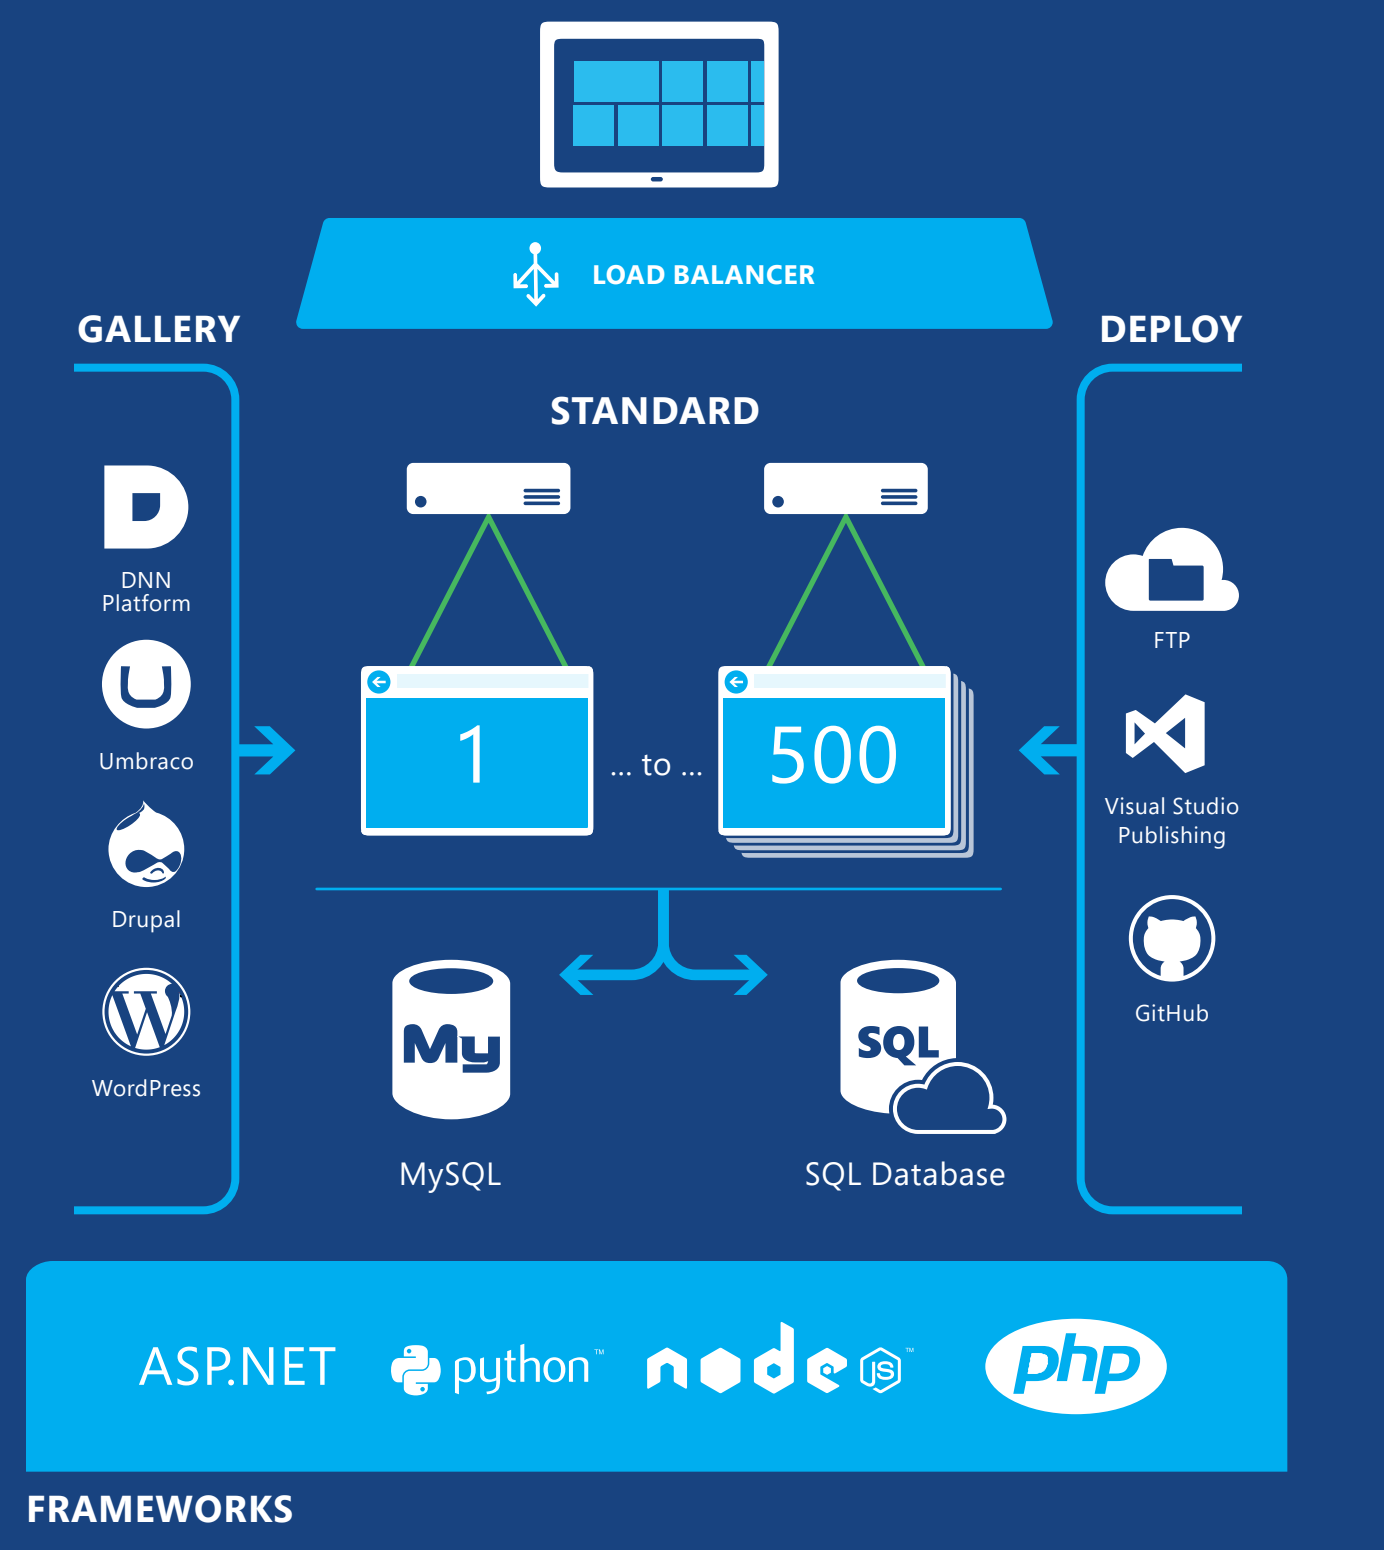 LOAD BALANCER
GALLERY
DEPLOY
STANDARD
DNN
Platform
Umbraco
Drupal
WordPress
1
... to ...
500
FTP
Visual Studio
Publishing
GitHub
My
MySQL
SQL
SQL Database
ASP.NET
python™
node JS™
php
FRAMEWORKS